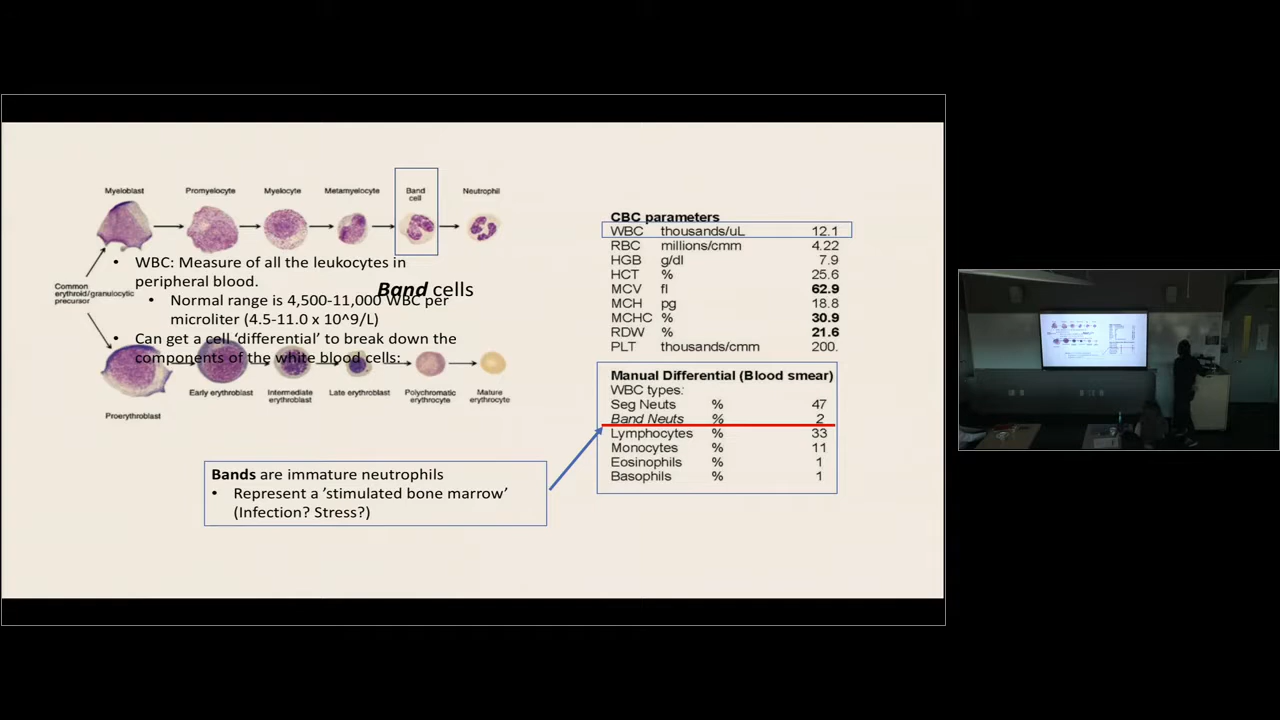 Myeloblast
Promyelocyte
Myelocyte
Metamyelocyte
Band
cell
Neutrophil
Common
erythroid/granulocytic
precursor
• WBC: Measure of all the leukocytes in
peripheral blood.
Band cells
• Normal range is 4,500-11,000 WBC per
microliter (4.5-11.0 x 10^9/L)
• Can get a cell ‘differential’ to break down the
components of the white blood cells:
Early erythroblast
Intermediate
erythroblast
Late erythroblast
Polychromatic
erythrocyte
Mature
erythrocyte
Proerythroblast
Bands are immature neutrophils
• Represent a ’stimulated bone marrow’
(Infection? Stress?)
CBC parameters
WBC thousands/uL 12.1
RBC millions/cmm 4.22
HGB g/dl 7.9
HCT % 25.6
MCV fl 62.9
MCH pg 18.8
MCHC % 30.9
RDW % 21.6
PLT thousands/cmm 200.
Manual Differential (Blood smear)
WBC types:
Seg Neuts % 47
Band Neuts % 2
Lymphocytes % 33
Monocytes % 11
Eosinophils % 1
Basophils % 1